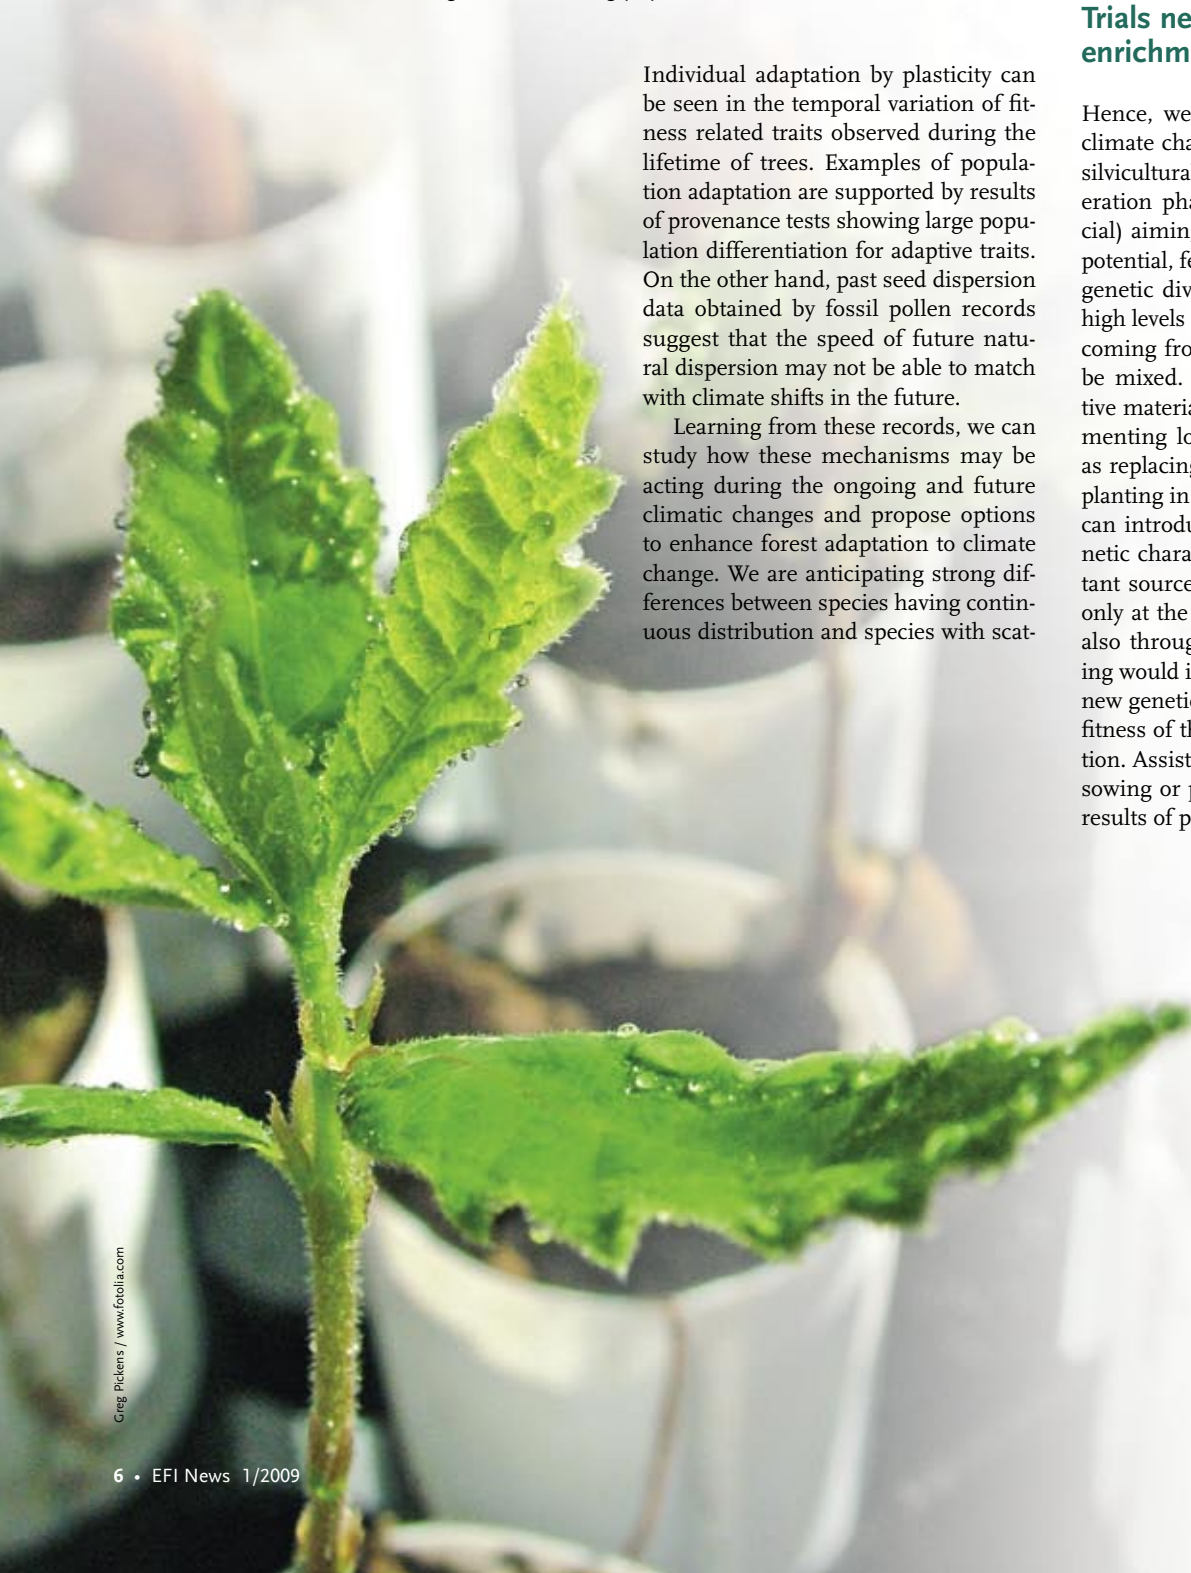 Individual adaptation by plasticity can
be seen in the temporal variation of fit-
ness related traits observed during the
lifetime of trees. Examples of popula-
tion adaptation are supported by results
of provenance tests showing large popu-
lation differentiation for adaptive traits.
On the other hand, past seed dispersion
data obtained by fossil pollen records
suggest that the speed of future natu-
ral dispersion may not be able to match
with climate shifts in the future.
Learning from these records, we can
study how these mechanisms may be
acting during the ongoing and future
climatic changes and propose options
to enhance forest adaptation to climate
change. We are anticipating strong dif-
ferences between species having contin-
uous distribution and species with scat-
Trials ne
enrichm
Hence, we
climate cha
silvicultural
eration pha
cial) aimin
potential, fe
genetic div
high levels
coming fro
be mixed.
tive materia
menting lo
as replacing
planting in
can introdu
netic chara
tant source
only at the
also throug
ing would i
new genetic
fitness of th
tion. Assist
sowing or p
results of p
Greg Pickens / www.fotolia.com
6 • EFI News 1/2009